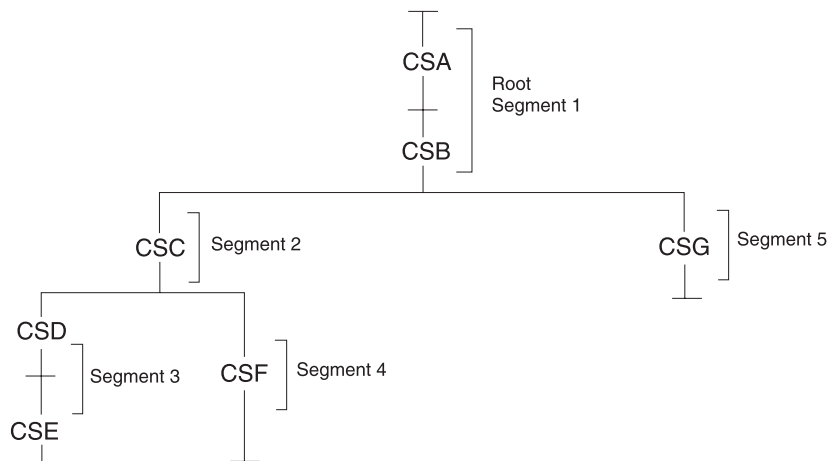 CSA
Root
Segment 1
CSB
CSC
Segment 2
CSG
Segment 5
CSD
Segment 3
CSF
Segment 4
CSE